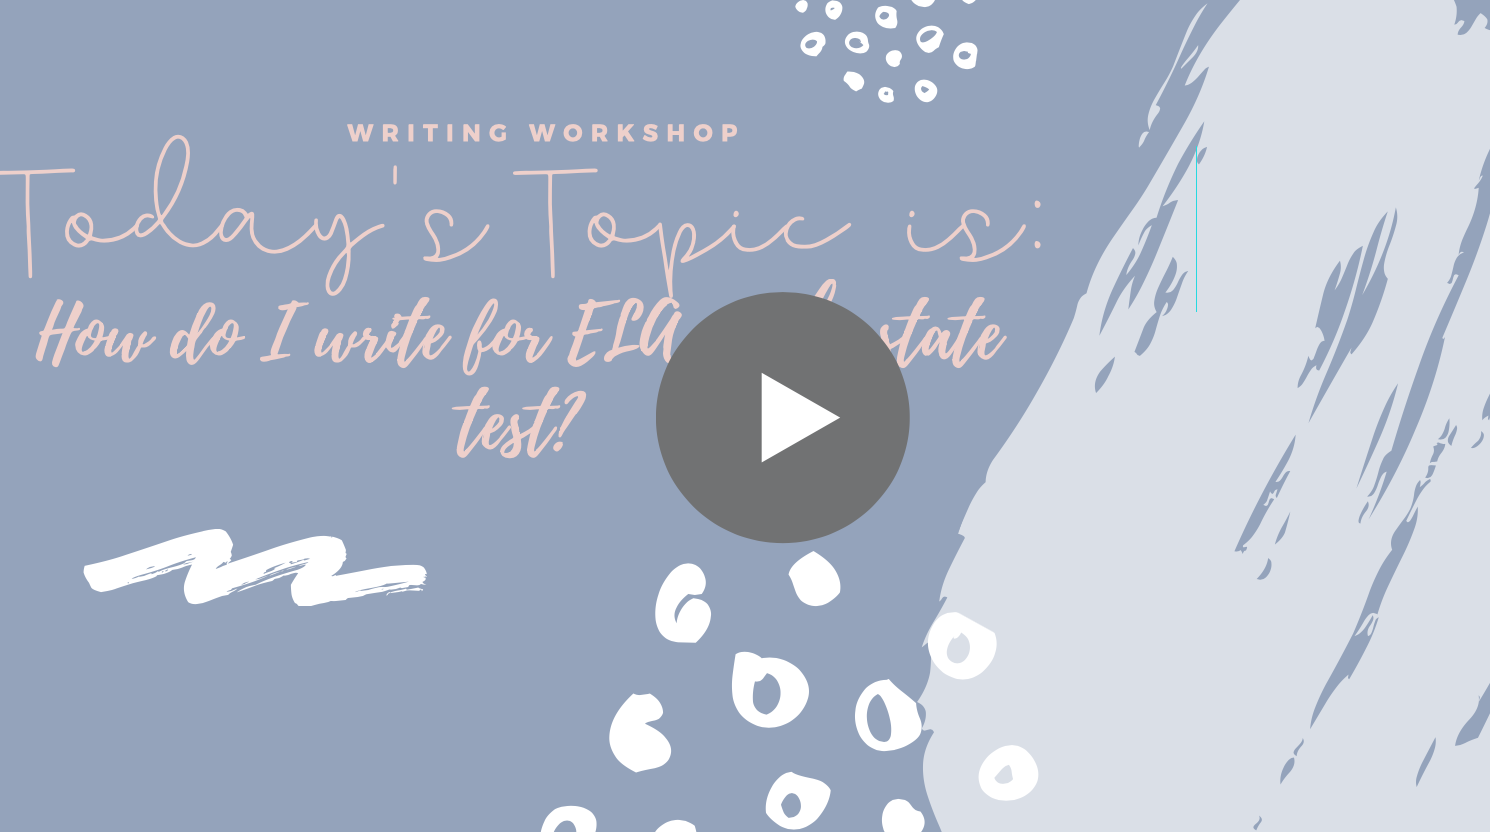 WRITING WORKSHOP
Today's Topic is:
How do I write for ELA state
test?